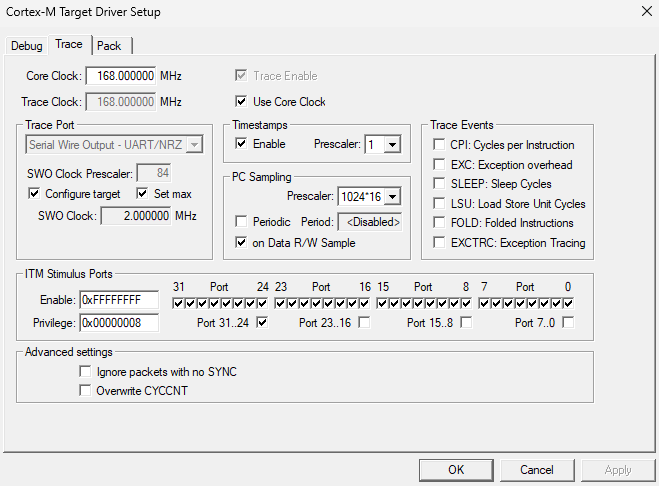 Cortex-M Target Driver Setup
Debug Trace Pack
Core Clock: 168.000000 MHz Trace Enable
Trace Clock: 168.000000 MHz Use Core Clock
Trace Port Timestamps Trace Events
Serial Wire Output - UART/NRZ Enable Prescaler: 1 CPI: Cycles per Instruction
SWO Clock Prescaler: 84 EXC: Exception overhead
PC Sampling SLEEP: Sleep Cycles
Configure target Set max Prescaler: 1024*16 LSU: Load Store Unit Cycles
SWO Clock: 2.000000 MHz Periodic Period: <Disabled> FOLD: Folded Instructions
on Data R/W Sample EXCTRC: Exception Tracing
ITM Stimulus Ports
31 Port 24 23 Port 16 15 Port 8 7 Port 0
Enable: 0xFFFFFFFF
Privilege: 0x00000008 Port 31..24 Port 23..16 Port 15..8 Port 7..0
Advanced settings
Ignore packets with no SYNC
Overwrite CYCCNT
OK Cancel Apply